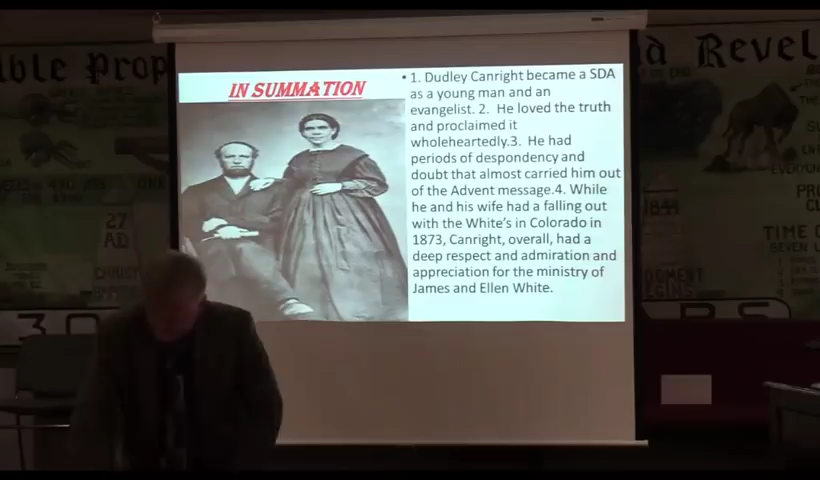 ible Prop
d Revel
IN SUMMATION
• 1. Dudley Canright became a SDA
as a young man and an
evangelist. 2. He loved the truth
and proclaimed it
wholeheartedly.3. He had
periods of despondency and
doubt that almost carried him out
of the Advent message.4. While
he and his wife had a falling out
with the White's in Colorado in
1873, Canright, overall, had a
deep respect and admiration and
appreciation for the ministry of
James and Ellen White.
27
AD
1844
TIME O
SEVEN
30